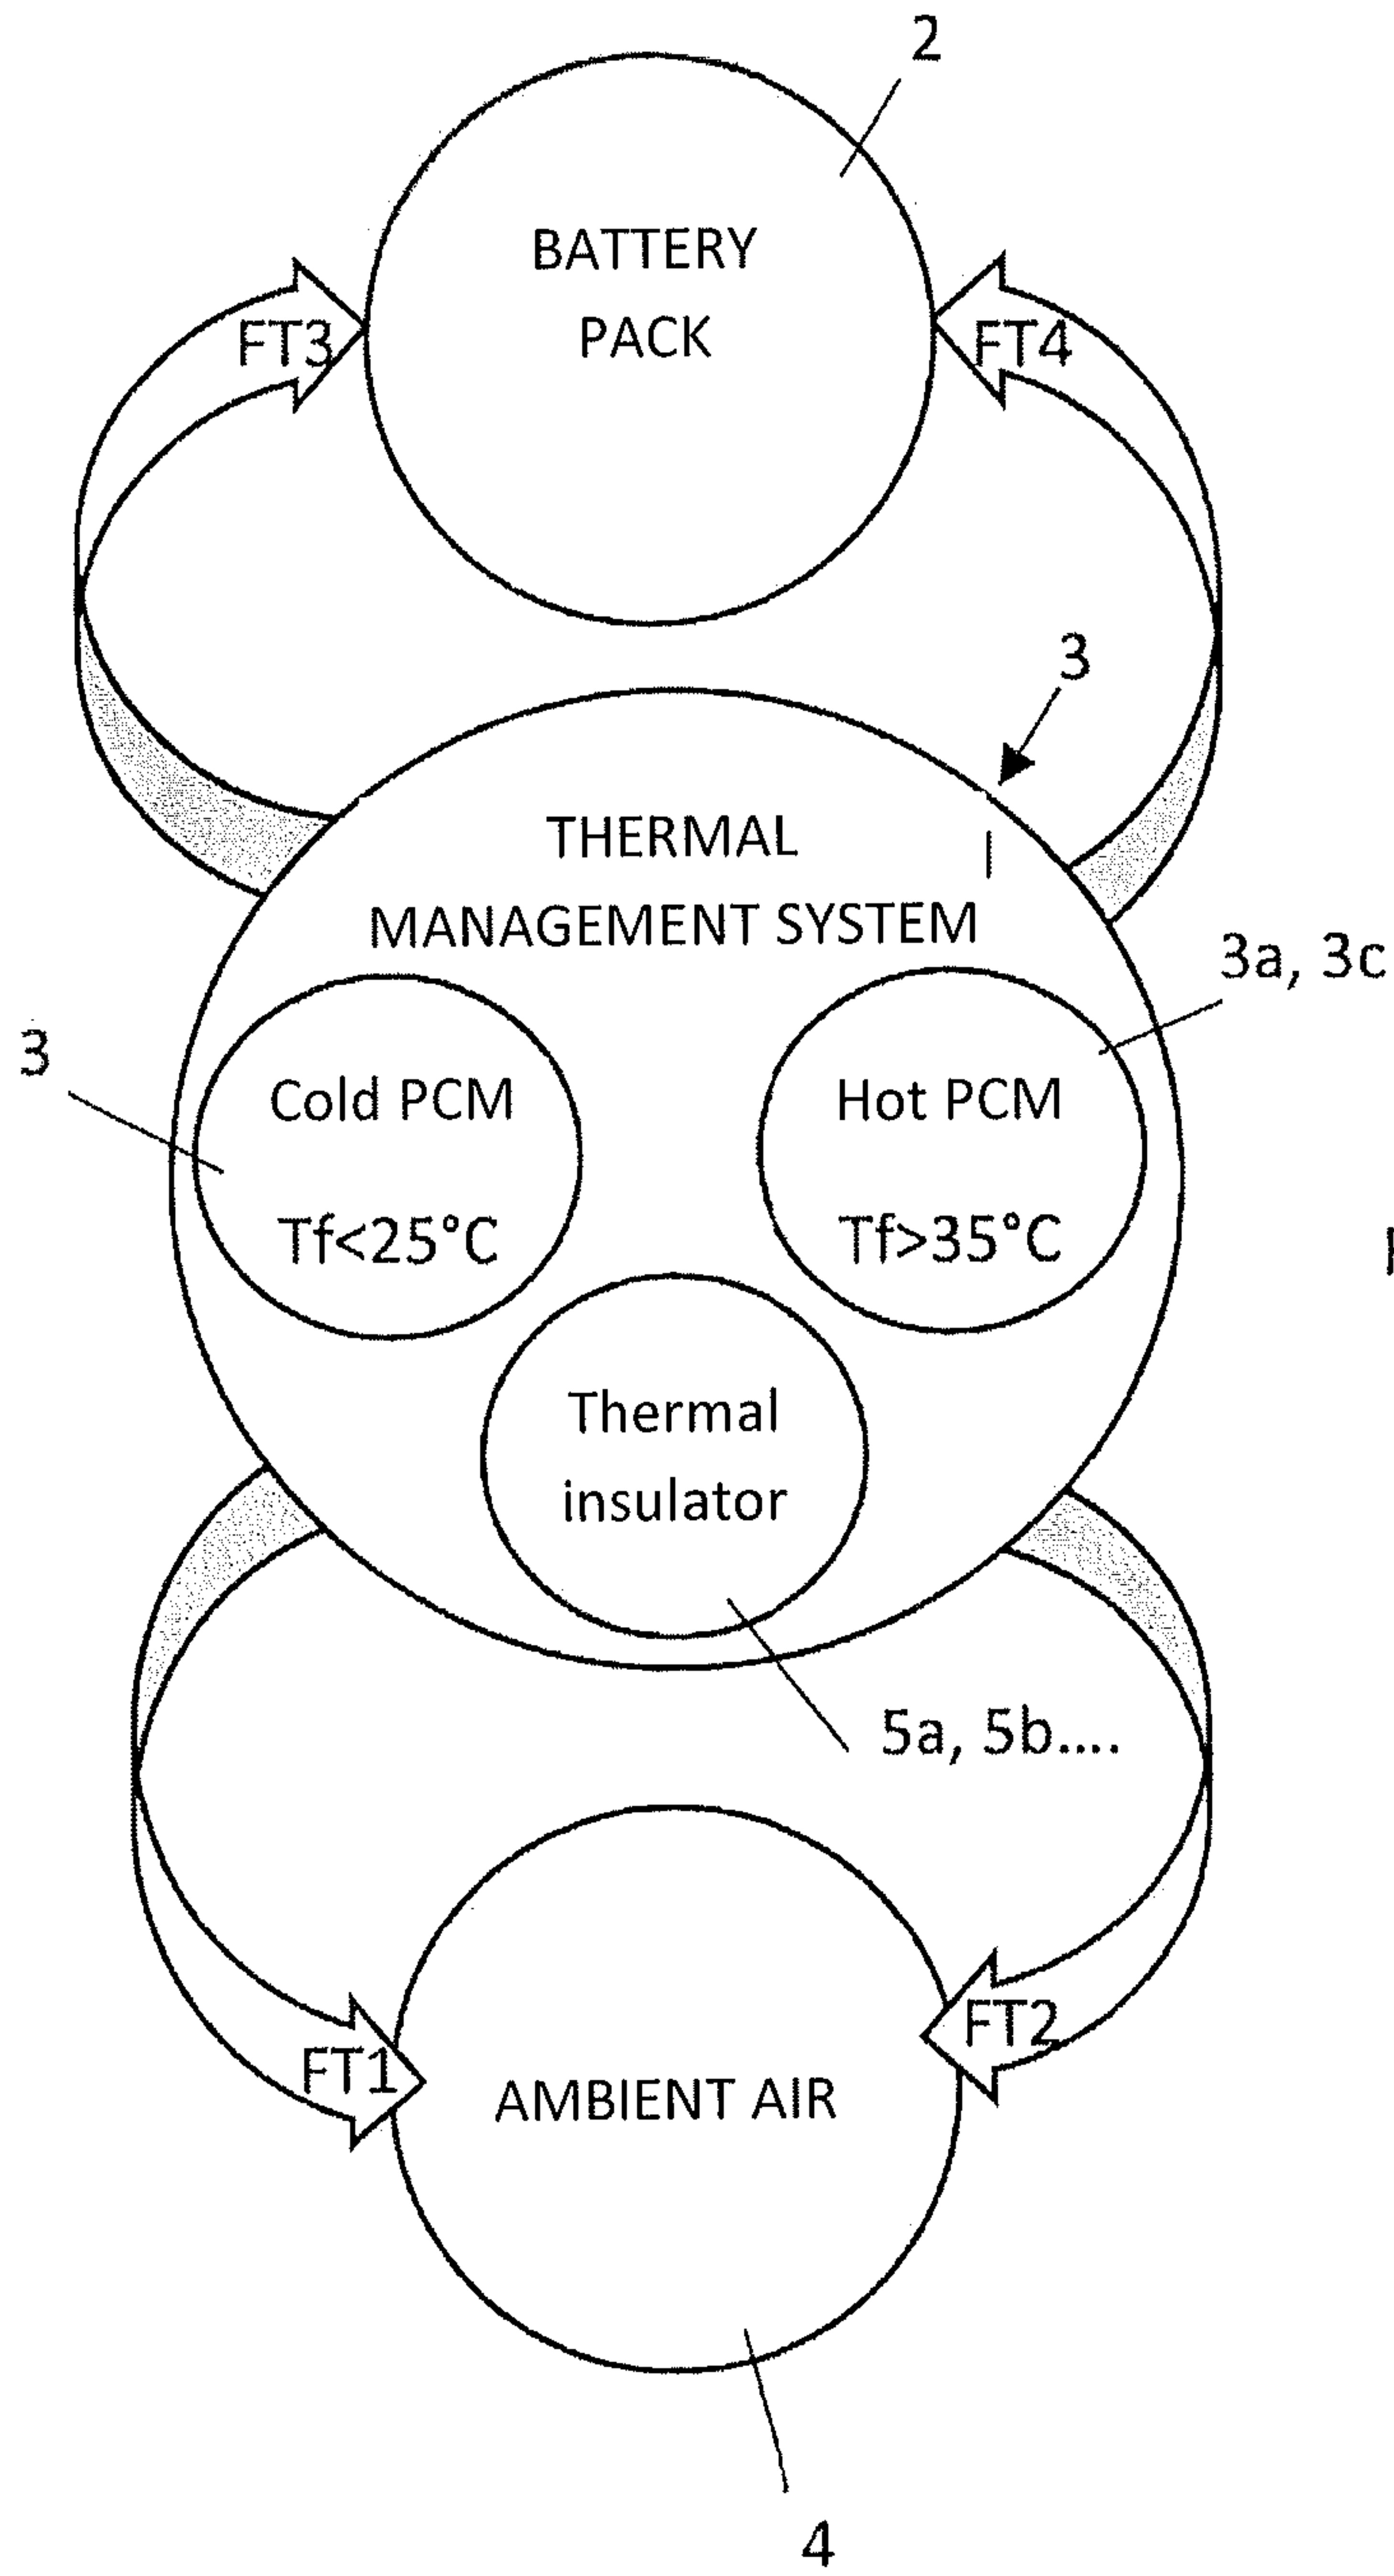 2
BATTERY
PACK
FT3
FT4
3
THERMAL
MANAGEMENT SYSTEM
3a, 3c
3
Cold PCM
Tf<25°C
Hot PCM
Tf>35°C
Thermal
insulator
5a, 5b....
FT1
FT2
AMBIENT AIR
4